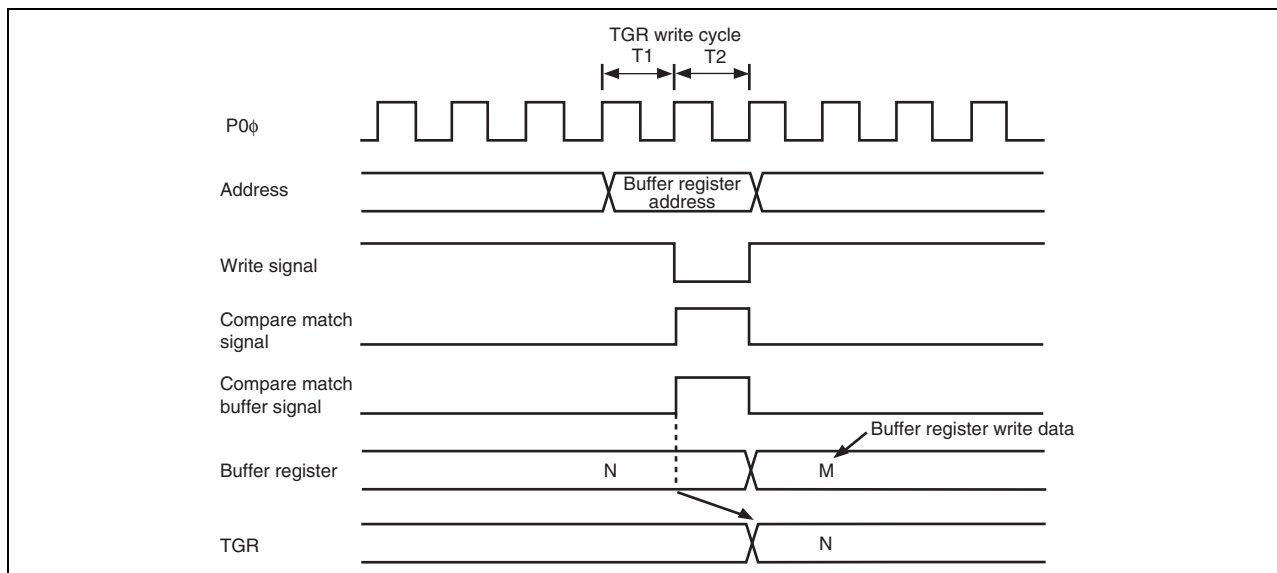 TGR write cycle
T1 T2
P0ϕ
Address
Buffer register
address
Write signal
Compare match
signal
Compare match
buffer signal
Buffer register write data
Buffer register
N M
TGR
N